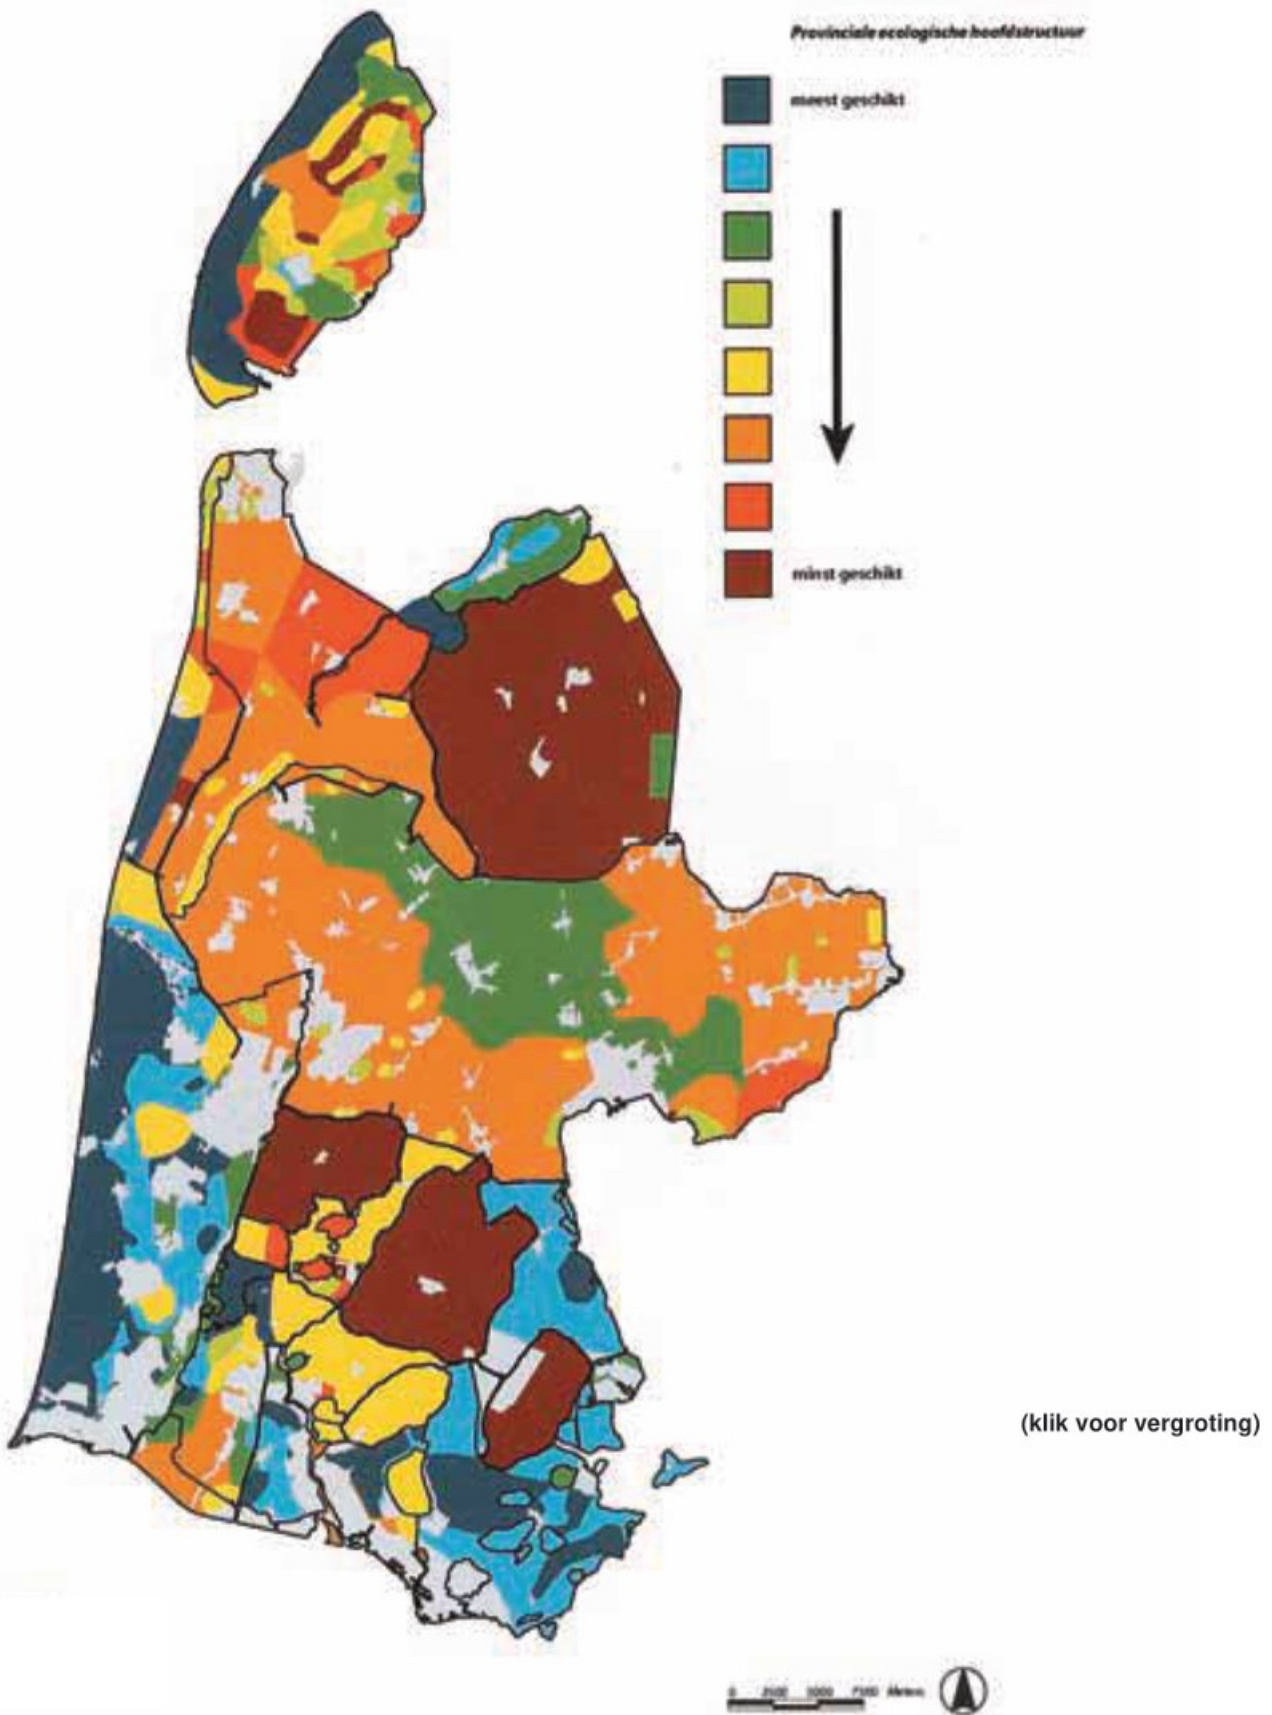 Provinciale ecologische hoofdstructuur
meest geschikt
minst geschikt
(klik voor vergroting)
0 2500 5000 7500 Meters